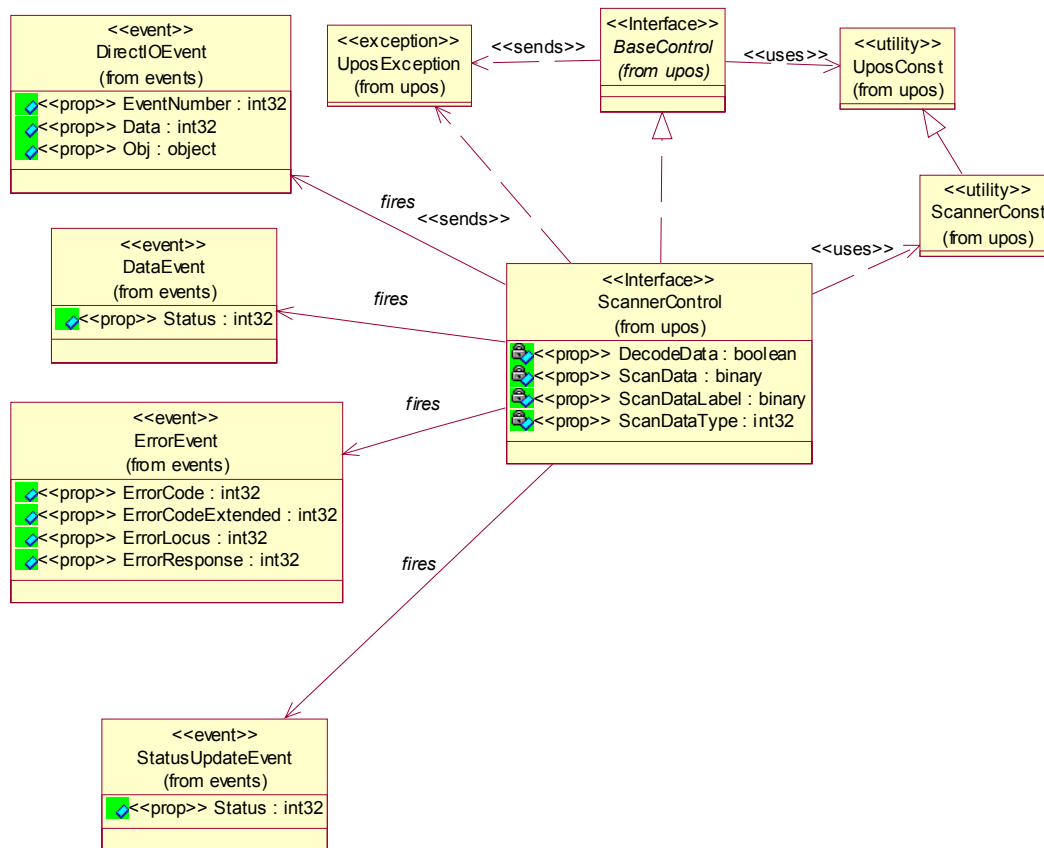 <<event>>
DirectIOEvent
(from events)
<<prop>> EventNumber : int32
<<prop>> Data : int32
<<prop>> Obj : object
<<exception>>
UposException
(from upos)
<<sends>>
<<Interface>>
BaseControl
(from upos)
<<uses>>
<<utility>>
UposConst
(from upos)
<<utility>>
ScannerConst
(from upos)
fires
<<sends>>
<<uses>>
<<event>>
DataEvent
(from events)
<<prop>> Status : int32
fires
<<Interface>>
ScannerControl
(from upos)
<<prop>> DecodeData : boolean
<<prop>> ScanData : binary
<<prop>> ScanDataLabel : binary
<<prop>> ScanDataType : int32
fires
<<event>>
ErrorEvent
(from events)
<<prop>> ErrorCode : int32
<<prop>> ErrorCodeExtended : int32
<<prop>> ErrorLocus : int32
<<prop>> ErrorResponse : int32
fires
<<event>>
StatusUpdateEvent
(from events)
<<prop>> Status : int32